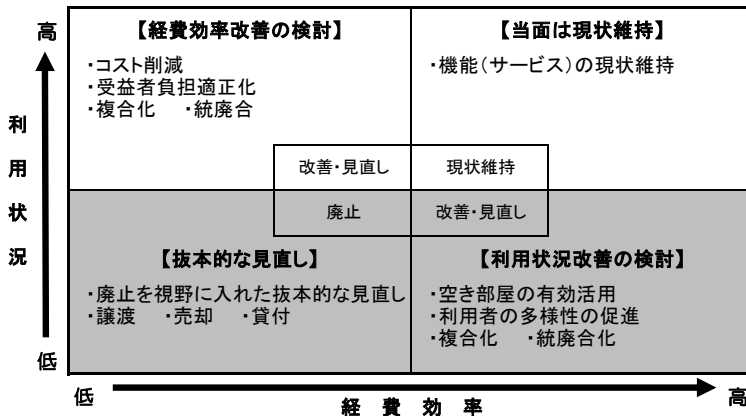 高
利用状況
低
【経費効率改善の検討】
・コスト削減
・受益者負担適正化
・複合化　・統廃合
【当面は現状維持】
・機能(サービス)の現状維持
改善・見直し
現状維持
廃止
改善・見直し
【抜本的な見直し】
・廃止を視野に入れた抜本的な見直し
・譲渡　・売却　・貸付
【利用状況改善の検討】
・空き部屋の有効活用
・利用者の多様性の促進
・複合化　・統廃合化
低
経費効率
高